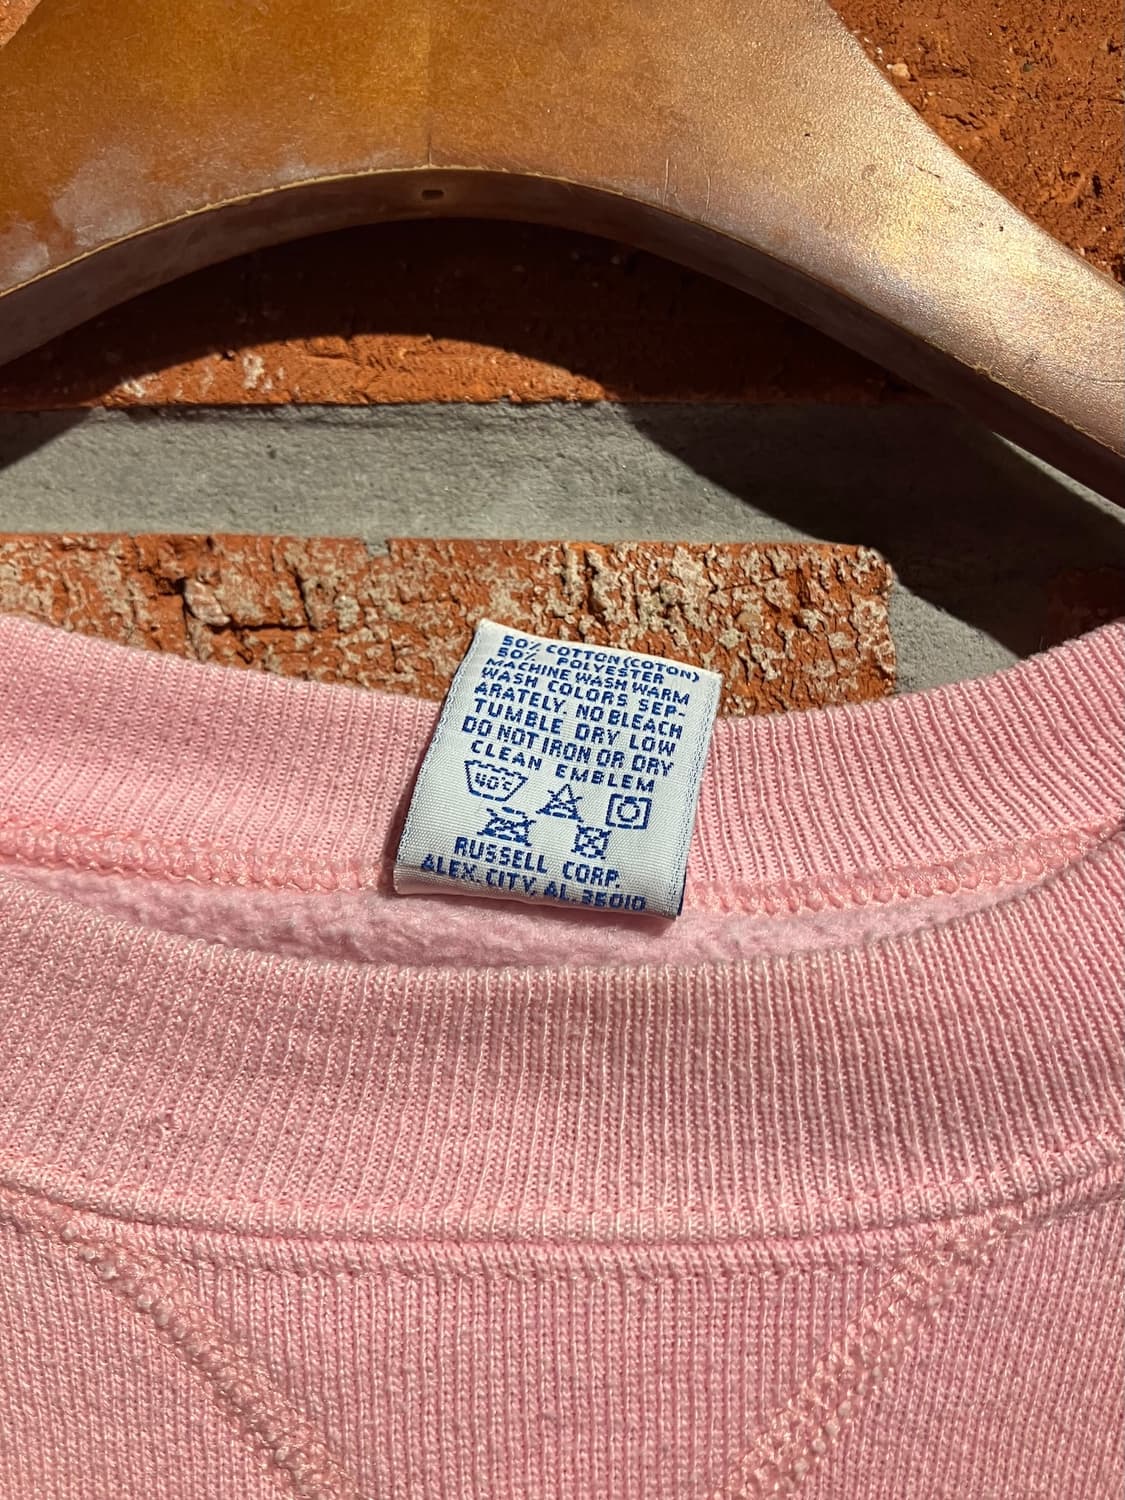 50% COTTON (COTON)
50% POLYESTER
MACHINE WASH WARM
WASH COLORS SEP-
ARATELY. NO BLEACH
TUMBLE DRY LOW
DO NOT IRON OR DRY
CLEAN EMBLEM
40°C
RUSSELL CORP.
ALEX. CITY, AL. 35010